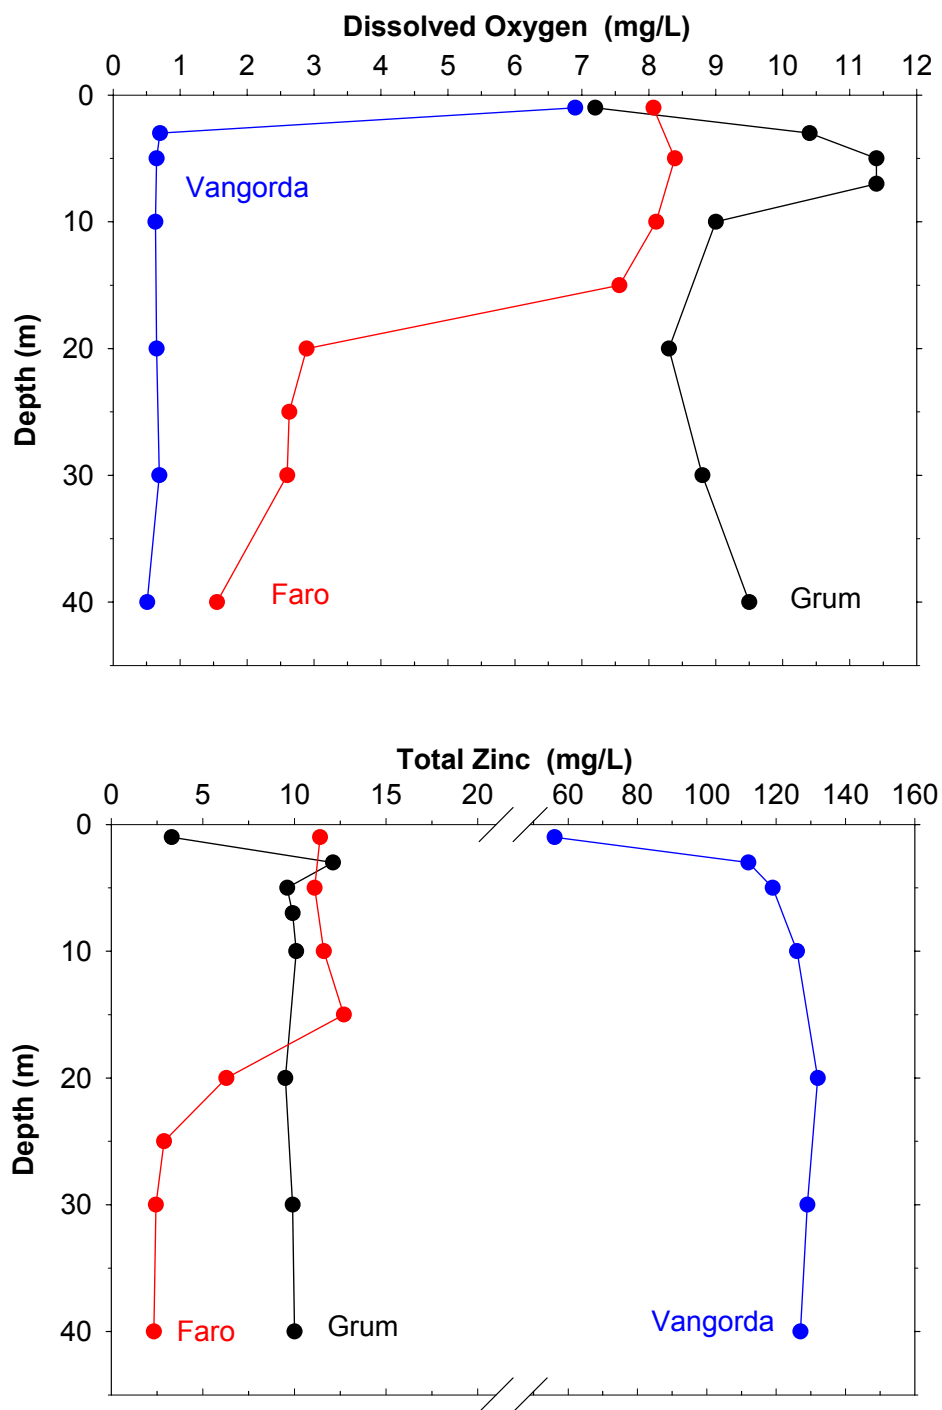 Dissolved Oxygen (mg/L)
0 1 2 3 4 5 6 7 8 9 10 11 12
0
Vangorda
10
20
Depth (m)
30
40
Faro
Grum
Total Zinc (mg/L)
0 5 10 15 20 60 80 100 120 140 160
0
10
20
Depth (m)
30
40
Faro
Grum
Vangorda